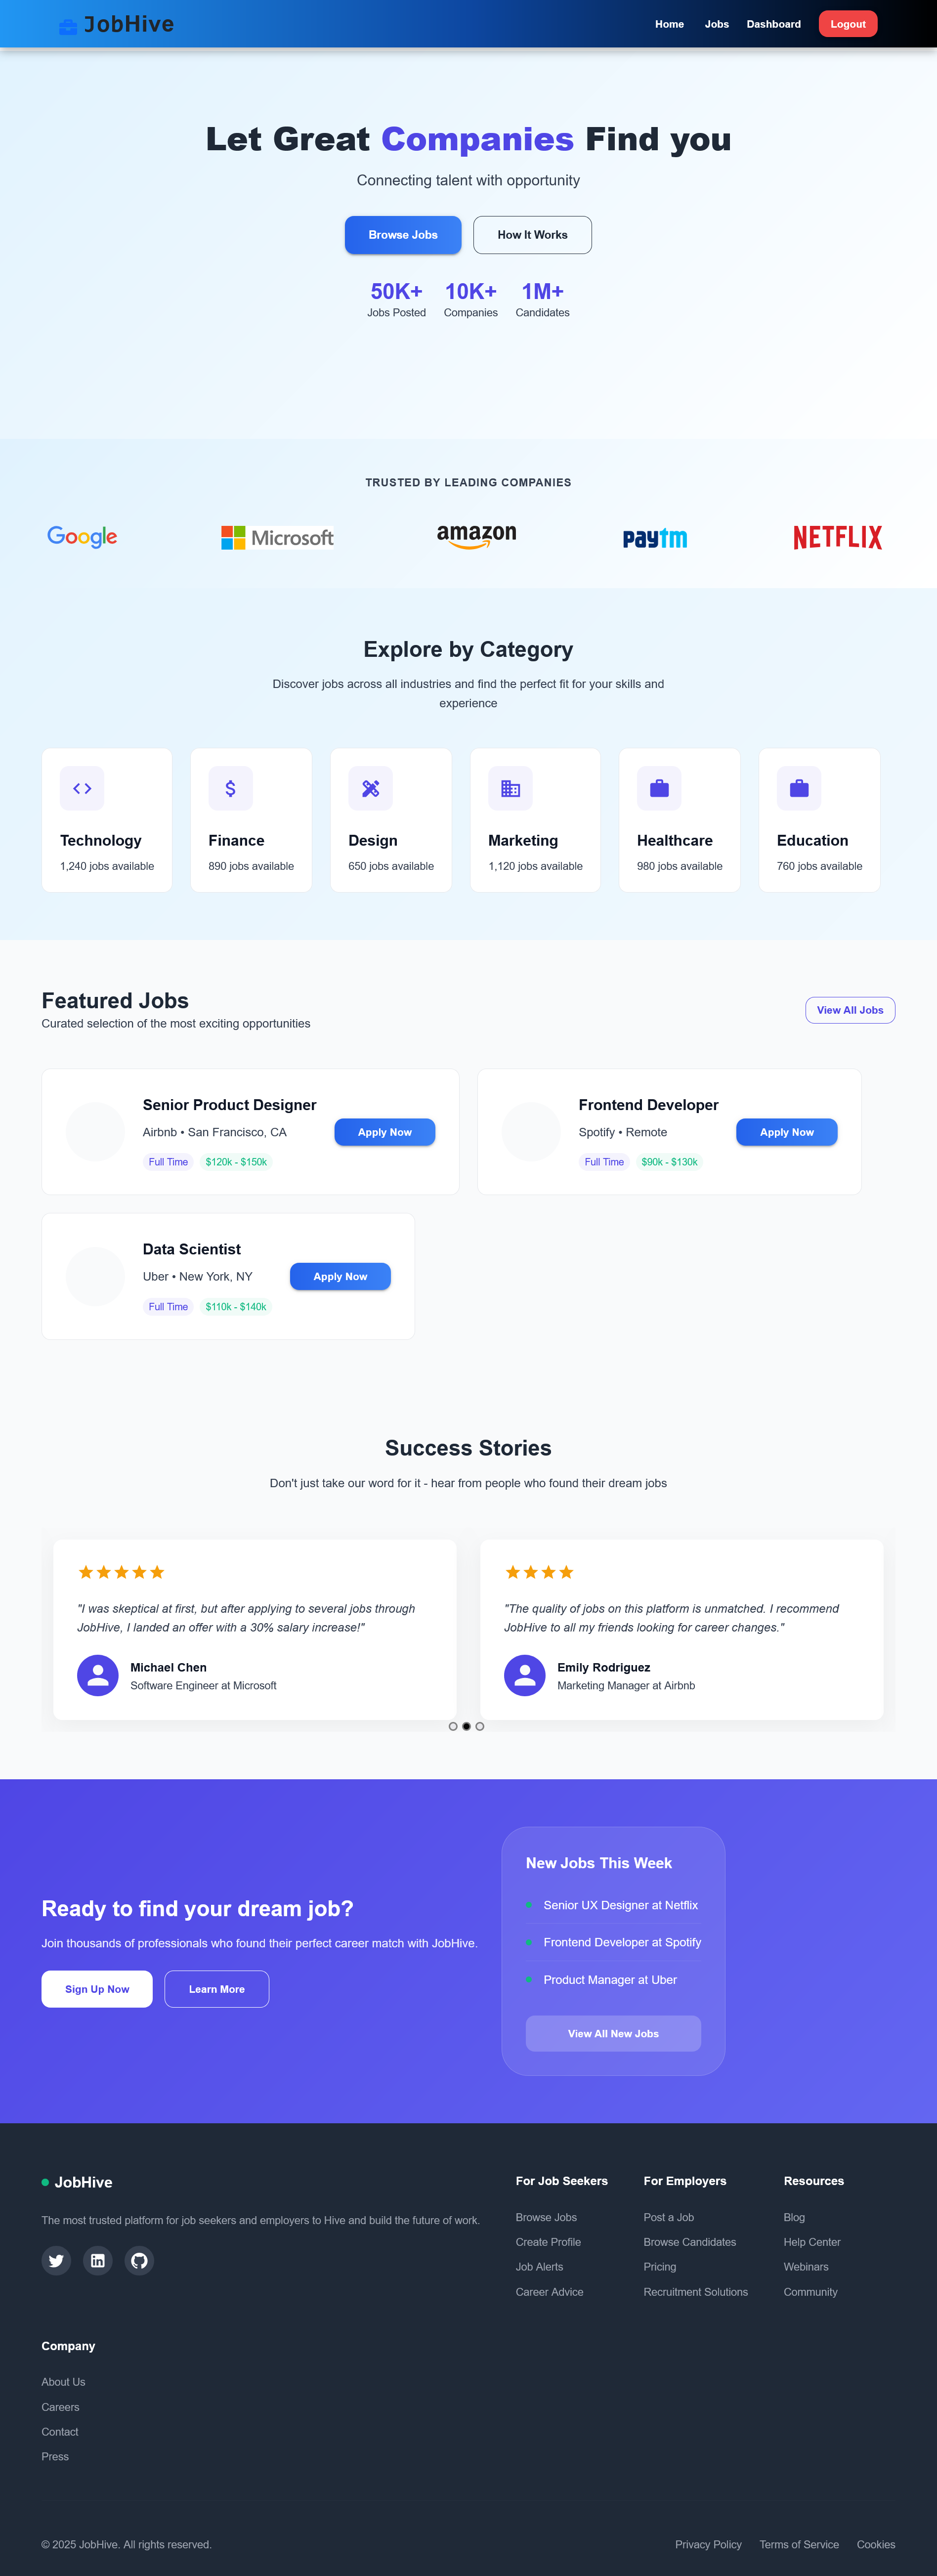 JobHive
Home Jobs Dashboard Logout
Let Great Companies Find you
Connecting talent with opportunity
Browse Jobs How It Works
50K+ 10K+ 1M+
Jobs Posted Companies Candidates
TRUSTED BY LEADING COMPANIES
Google Microsoft amazon paytm NETFLIX
Explore by Category
Discover jobs across all industries and find the perfect fit for your skills and
experience
Technology Finance Design Marketing Healthcare Education
1,240 jobs available 890 jobs available 650 jobs available 1,120 jobs available 980 jobs available 760 jobs available
Featured Jobs
Curated selection of the most exciting opportunities
View All Jobs
Senior Product Designer
Airbnb • San Francisco, CA
Full Time $120k - $150k
Apply Now
Frontend Developer
Spotify • Remote
Full Time $90k - $130k
Apply Now
Data Scientist
Uber • New York, NY
Full Time $110k - $140k
Apply Now
Success Stories
Don't just take our word for it - hear from people who found their dream jobs
"I was skeptical at first, but after applying to several jobs through
JobHive, I landed an offer with a 30% salary increase!"
Michael Chen
Software Engineer at Microsoft
"The quality of jobs on this platform is unmatched. I recommend
JobHive to all my friends looking for career changes."
Emily Rodriguez
Marketing Manager at Airbnb
Ready to find your dream job?
Join thousands of professionals who found their perfect career match with JobHive.
Sign Up Now Learn More
New Jobs This Week
Senior UX Designer at Netflix
Frontend Developer at Spotify
Product Manager at Uber
View All New Jobs
JobHive
The most trusted platform for job seekers and employers to Hive and build the future of work.
For Job Seekers
Browse Jobs
Create Profile
Job Alerts
Career Advice
For Employers
Post a Job
Browse Candidates
Pricing
Recruitment Solutions
Resources
Blog
Help Center
Webinars
Community
Company
About Us
Careers
Contact
Press
© 2025 JobHive. All rights reserved.
Privacy Policy Terms of Service Cookies